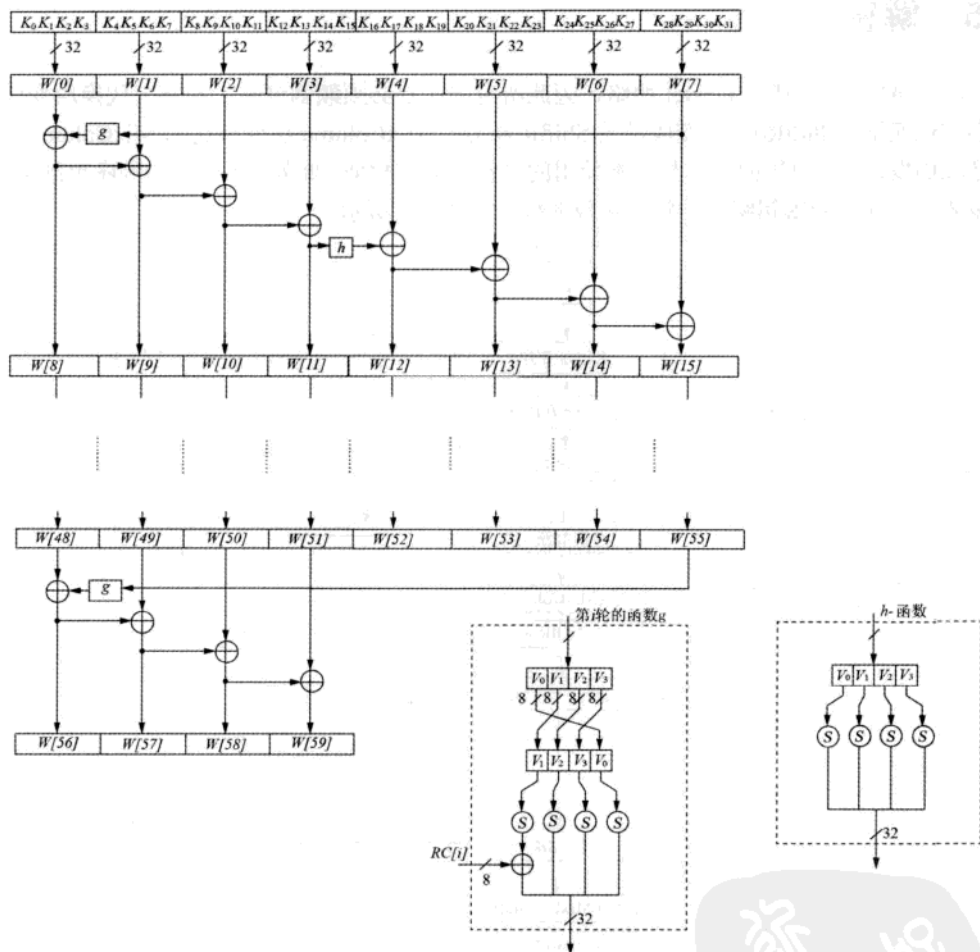 K₀K₁K₂K₃ K₄K₅K₆K₇ K₈K₉K₁₀K₁₁ K₁₂K₁₃K₁₄K₁₅ K₁₆K₁₇K₁₈K₁₉ K₂₀K₂₁K₂₂K₂₃ K₂₄K₂₅K₂₆K₂₇ K₂₈K₂₉K₃₀K₃₁
32 32 32 32 32 32 32 32
W[0] W[1] W[2] W[3] W[4] W[5] W[6] W[7]
g
h
W[8] W[9] W[10] W[11] W[12] W[13] W[14] W[15]
W[48] W[49] W[50] W[51] W[52] W[53] W[54] W[55]
g
W[56] W[57] W[58] W[59]
第i轮的函数g
V₀ V₁ V₂ V₃
8 8 8 8
V₁ V₂ V₃ V₀
S S S S
RC[i]
8
32
h-函数
V₀ V₁ V₂ V₃
S S S S
32